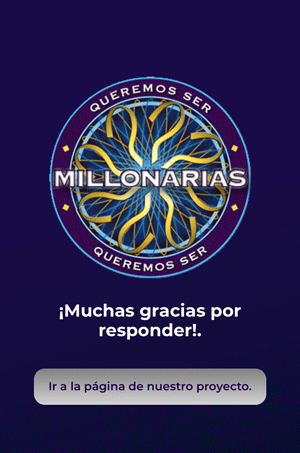 QUEREMOS SER
MILLONARIAS
QUEREMOS SER
¡Muchas gracias por
responder!.
Ir a la página de nuestro proyecto.